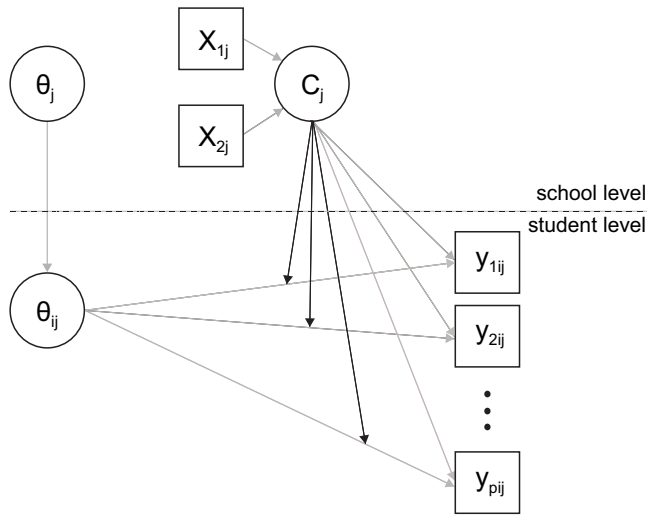 X1j
θj
Cj
X2j
school level
student level
y1ij
θij
y2ij
ypij